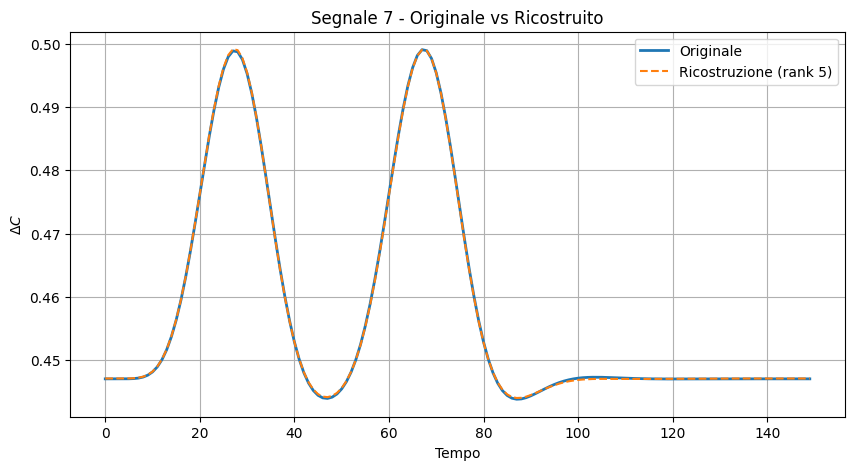 Segnale 7 - Originale vs Ricostruito
Originale
Ricostruzione (rank 5)
0.50
0.49
0.48
0.47
0.46
0.45
ΔC
0 20 40 60 80 100 120 140
Tempo